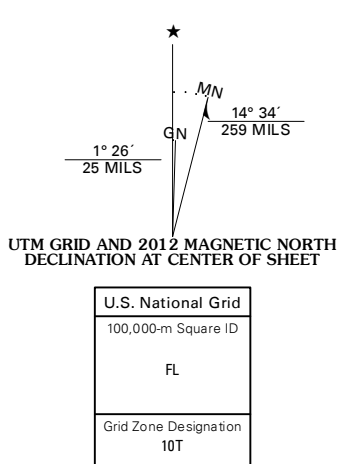 ★
MN
GN
14° 34´
259 MILS
1° 26´
25 MILS
UTM GRID AND 2012 MAGNETIC NORTH
DECLINATION AT CENTER OF SHEET
U.S. National Grid
100,000-m Square ID
FL
Grid Zone Designation
10T